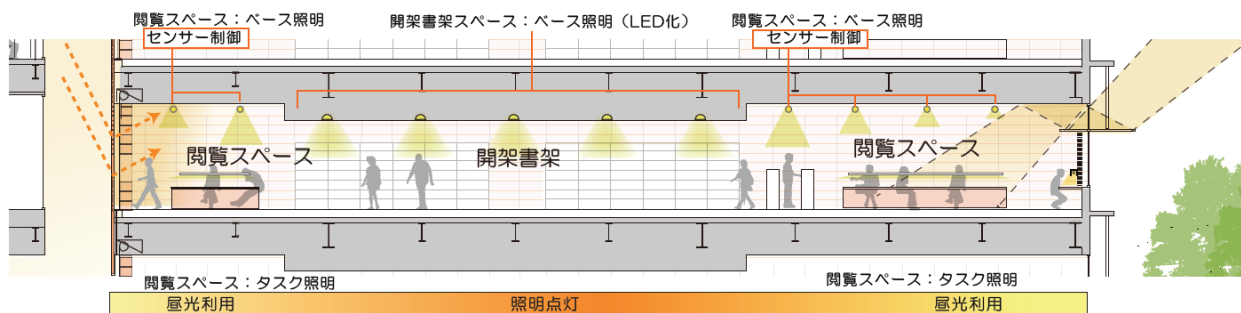 閲覧スペース：ベース照明
開架書架スペース：ベース照明（LED化）
閲覧スペース：ベース照明
センサー制御
センサー制御
閲覧スペース
開架書架
閲覧スペース
閲覧スペース：タスク照明
閲覧スペース：タスク照明
昼光利用
照明点灯
昼光利用